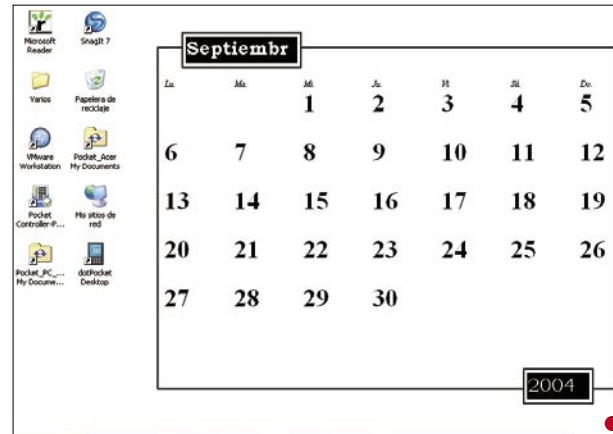 Microsoft Reader
SnagIt 7
Varios
Papelera de reciclaje
VMware Workstation
Pocket_Acer My Documents
Pocket Controller-P...
Mis sitios de red
Pocket_PC_... My Docume...
dotPocket Desktop
Septiembr
Lu. Ma. Mi. Ju. Vi. Sá. Do.
1 2 3 4 5
6 7 8 9 10 11 12
13 14 15 16 17 18 19
20 21 22 23 24 25 26
27 28 29 30
2004